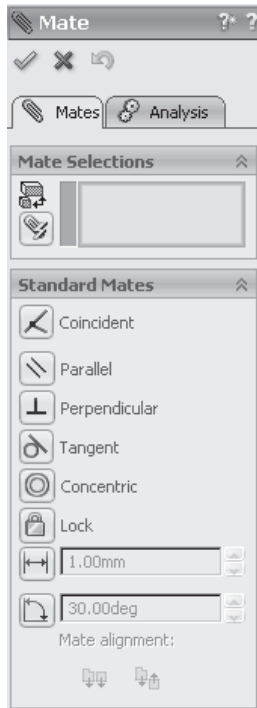 Mate ?* ?
Mates Analysis
Mate Selections
Standard Mates
Coincident
Parallel
Perpendicular
Tangent
Concentric
Lock
1.00mm
30.00deg
Mate alignment: